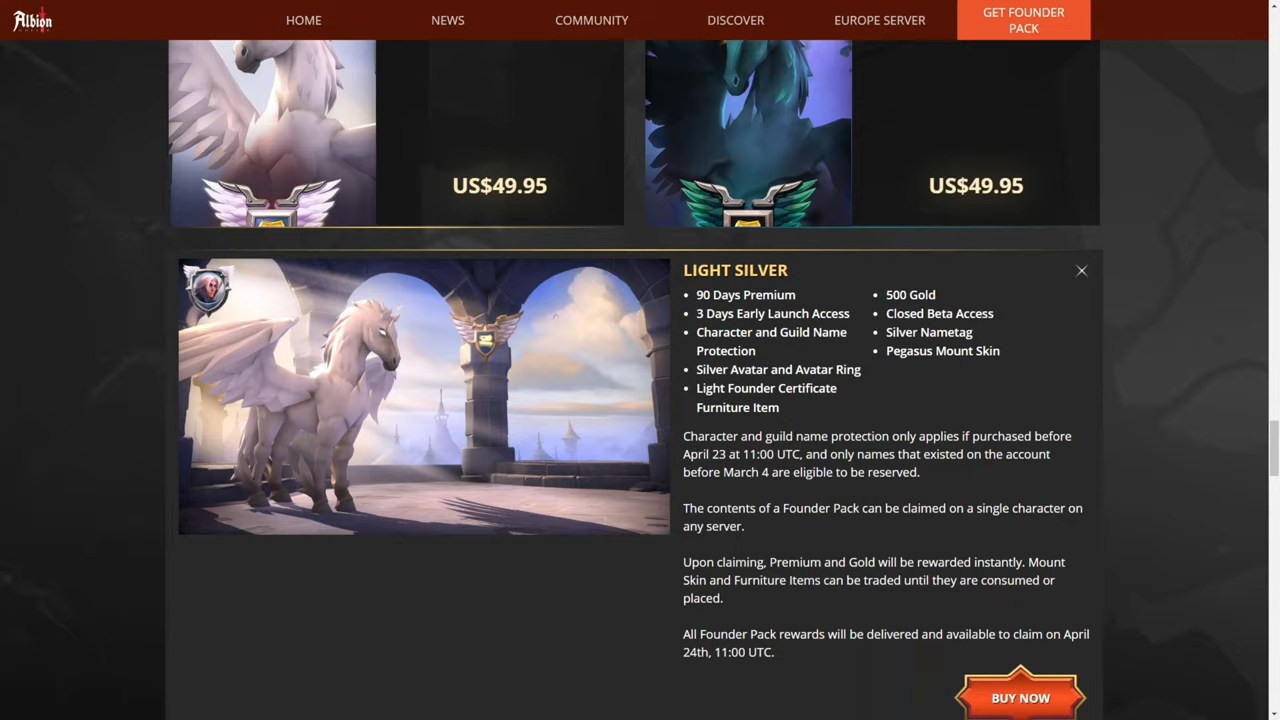 Albion
ONLINE
HOME
NEWS
COMMUNITY
DISCOVER
EUROPE SERVER
GET FOUNDER
PACK
US$49.95
US$49.95
LIGHT SILVER
• 90 Days Premium
• 3 Days Early Launch Access
• Character and Guild Name
Protection
• Silver Avatar and Avatar Ring
• Light Founder Certificate
Furniture Item
• 500 Gold
• Closed Beta Access
• Silver Nametag
• Pegasus Mount Skin
Character and guild name protection only applies if purchased before
April 23 at 11:00 UTC, and only names that existed on the account
before March 4 are eligible to be reserved.
The contents of a Founder Pack can be claimed on a single character on
any server.
Upon claiming, Premium and Gold will be rewarded instantly. Mount
Skin and Furniture Items can be traded until they are consumed or
placed.
All Founder Pack rewards will be delivered and available to claim on April
24th, 11:00 UTC.
BUY NOW